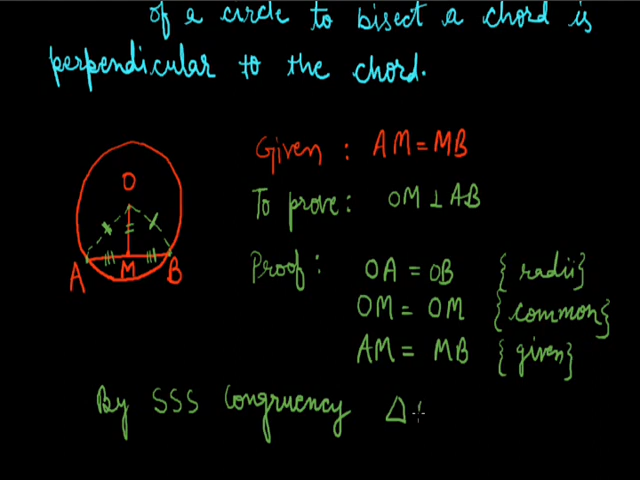 of a circle to bisect a chord is
perpendicular to the chord.
Given : AM = MB
To prove : OM ⊥ AB
Proof : OA = OB { radii }
OM = OM { common }
AM = MB { given }
O
A M B
By SSS Congruency Δ